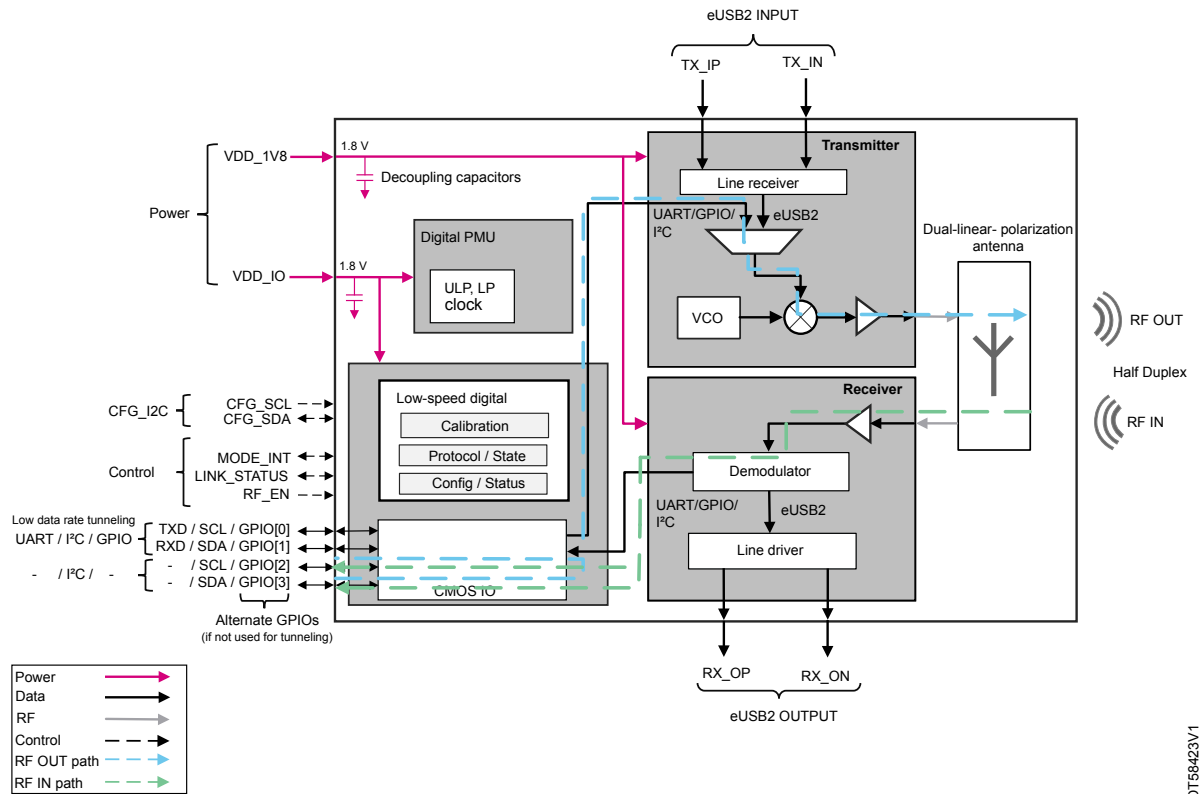 eUSB2 INPUT
TX_IP
TX_IN
Power
VDD_1V8
1.8 V
Decoupling capacitors
VDD_IO
1.8 V
Digital PMU
ULP, LP
clock
Transmitter
Line receiver
UART/GPIO/
I²C
eUSB2
VCO
Dual-linear- polarization
antenna
RF OUT
Half Duplex
RF IN
Receiver
Demodulator
UART/GPIO/
I²C
eUSB2
Line driver
RX_OP
RX_ON
eUSB2 OUTPUT
Low-speed digital
Calibration
Protocol / State
Config / Status
CMOS IO
CFG_I2C
CFG_SCL
CFG_SDA
Control
MODE_INT
LINK_STATUS
RF_EN
Low data rate tunneling
UART / I²C / GPIO
TXD / SCL / GPIO[0]
RXD / SDA / GPIO[1]
- / I²C / -
- / SCL / GPIO[2]
- / SDA / GPIO[3]
Alternate GPIOs
(if not used for tunneling)
Power
Data
RF
Control
RF OUT path
RF IN path
DT58423V1